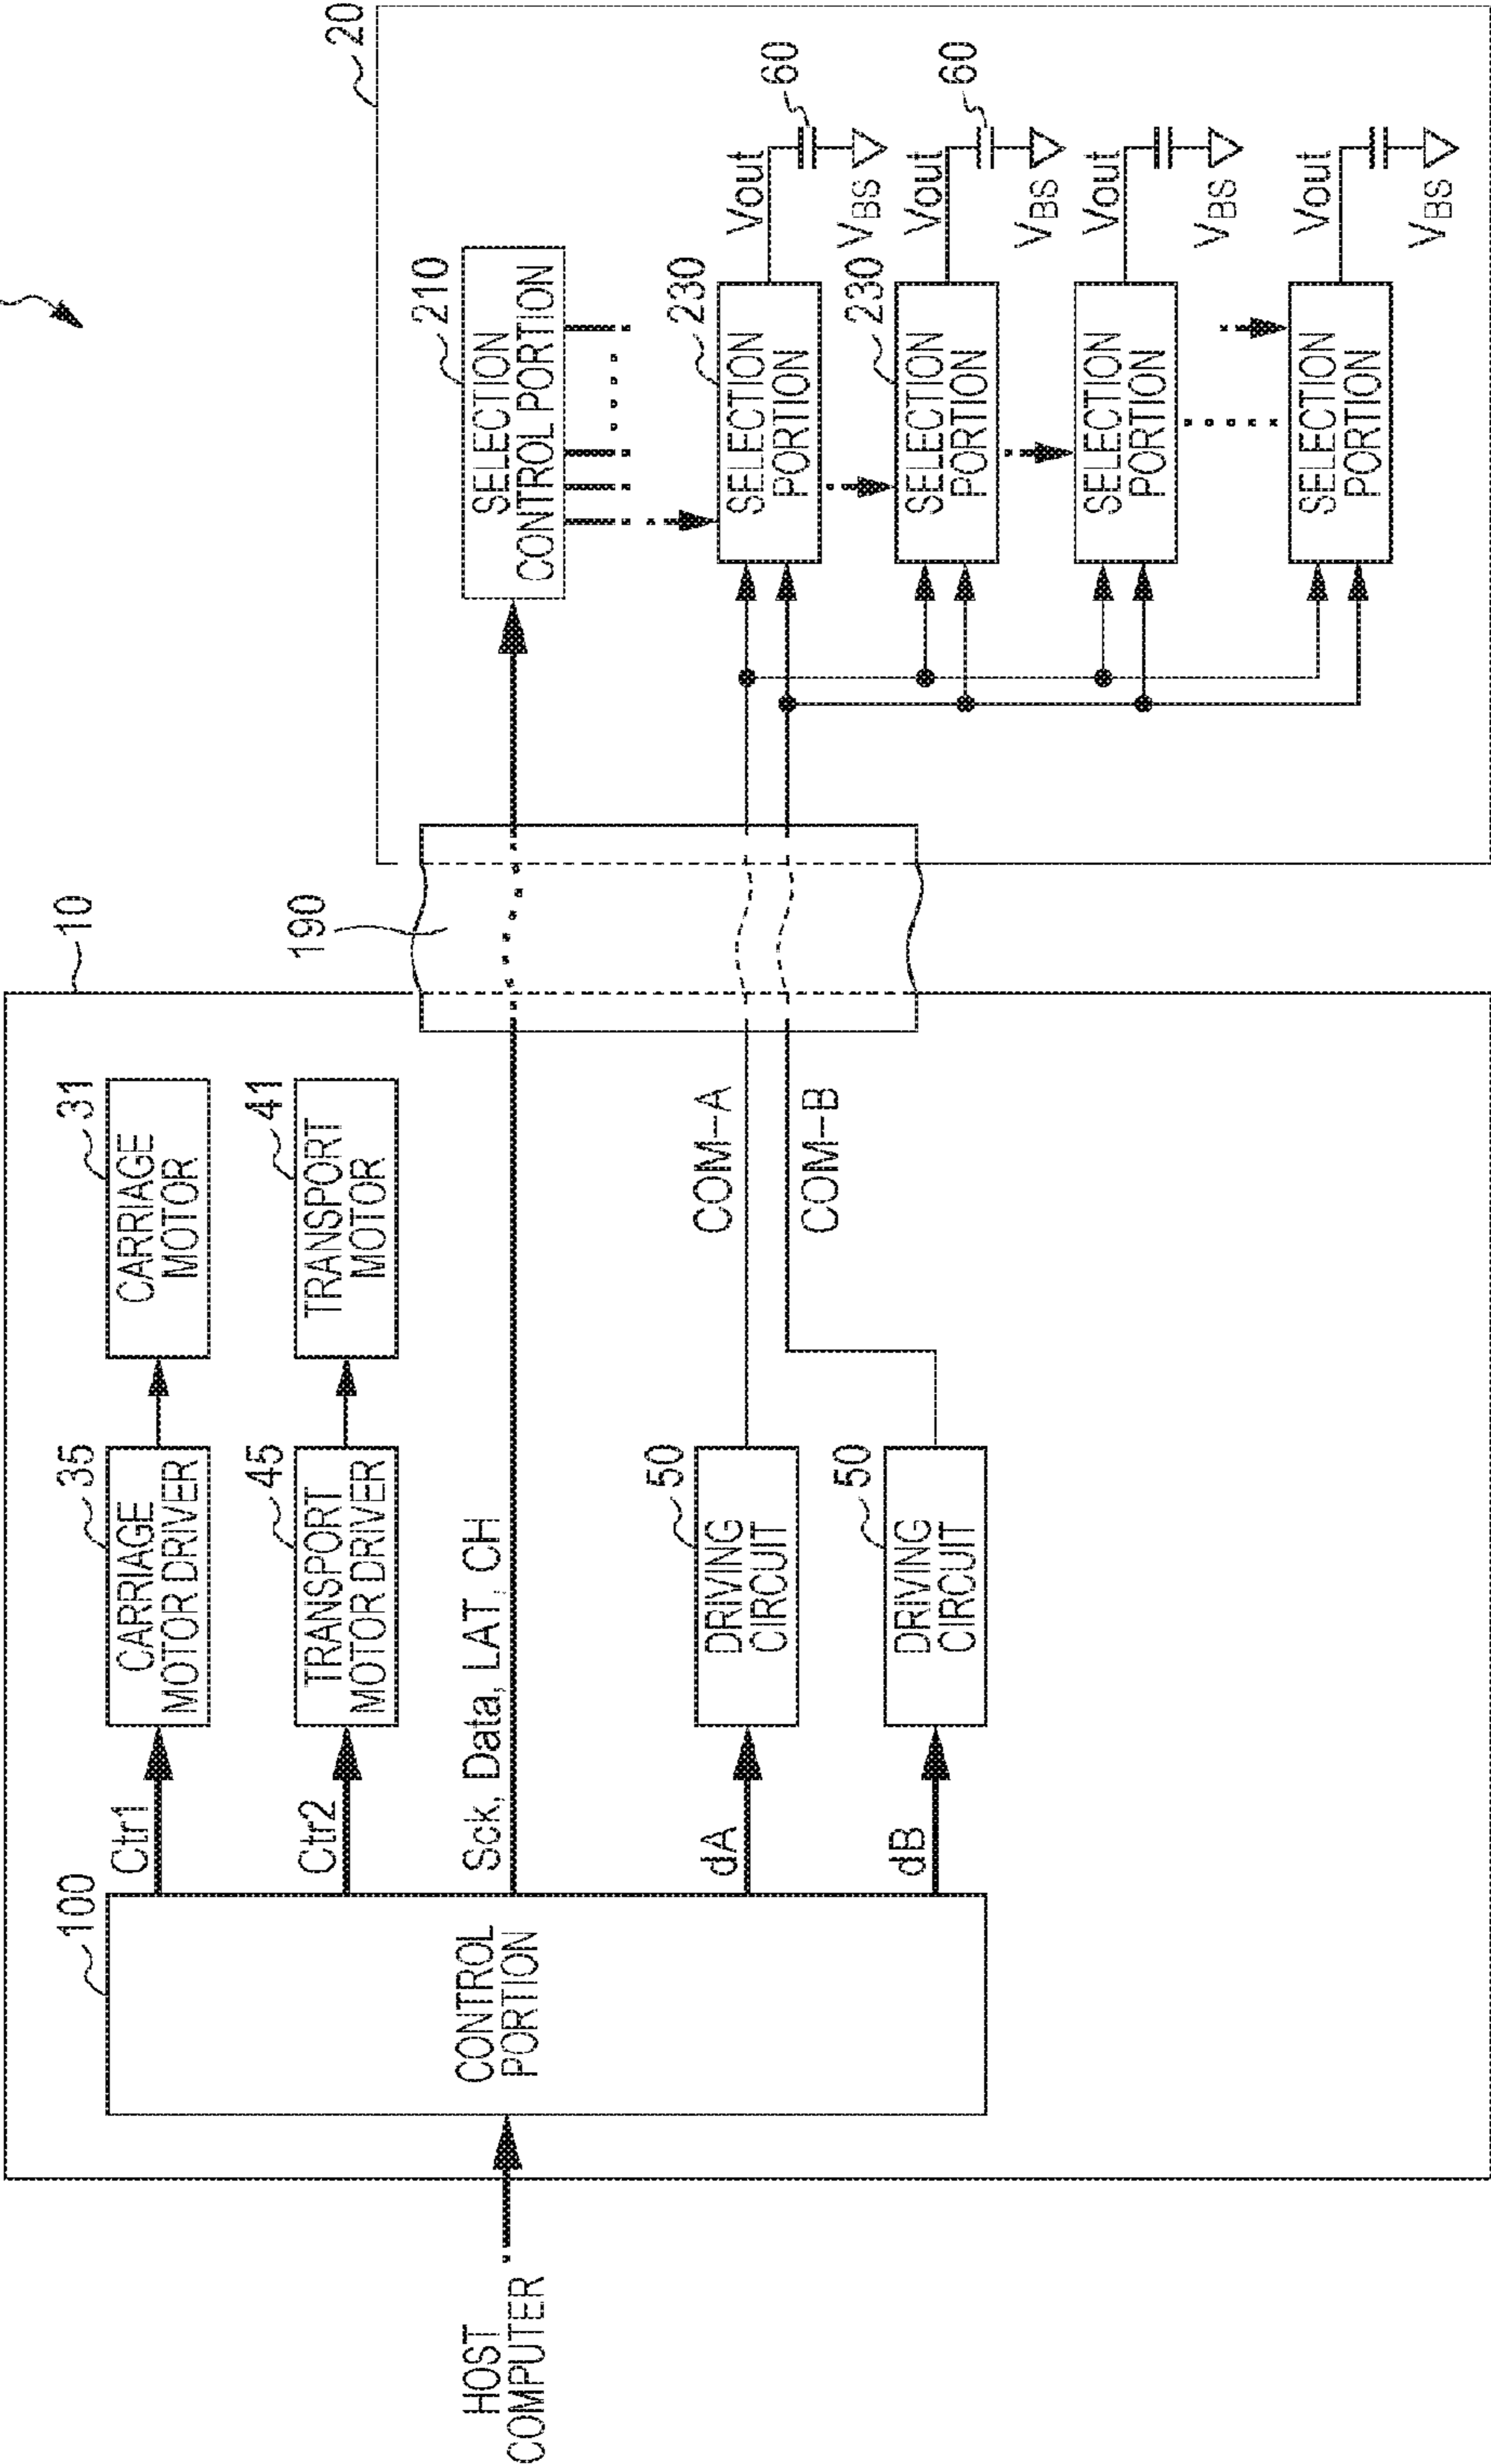 HOST
COMPUTER
10
100
CONTROL
PORTION
Ctr1
35
CARRIAGE
MOTOR DRIVER
31
CARRIAGE
MOTOR
Ctr2
45
TRANSPORT
MOTOR DRIVER
41
TRANSPORT
MOTOR
Sck, Data, LAT, CH
dA
50
DRIVING
CIRCUIT
COM-A
dB
50
DRIVING
CIRCUIT
COM-B
190
20
210
SELECTION
CONTROL PORTION
230
SELECTION
PORTION
Vout
60
VBS
230
SELECTION
PORTION
Vout
60
VBS
SELECTION
PORTION
Vout
VBS
SELECTION
PORTION
Vout
VBS